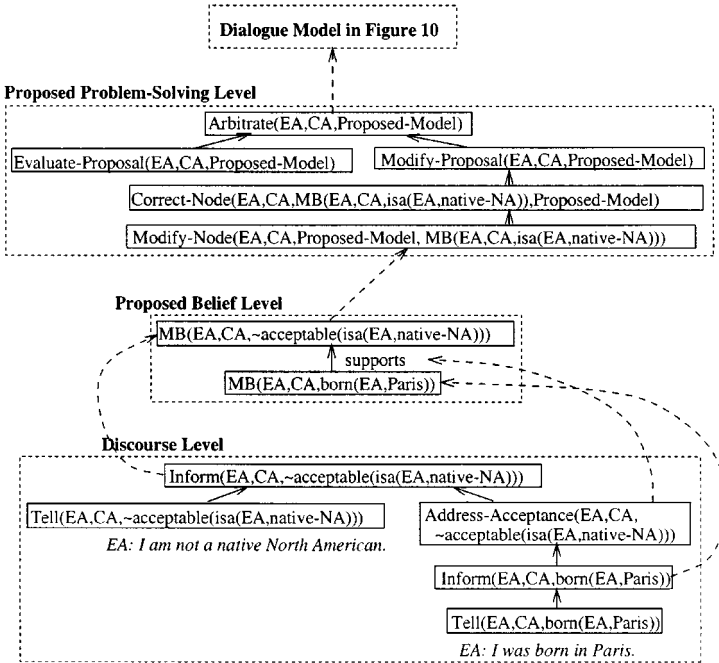 Dialogue Model in Figure 10
Proposed Problem-Solving Level
Arbitrate(EA,CA,Proposed-Model)
Evaluate-Proposal(EA,CA,Proposed-Model)
Modify-Proposal(EA,CA,Proposed-Model)
Correct-Node(EA,CA,MB(EA,CA,isa(EA,native-NA)),Proposed-Model)
Modify-Node(EA,CA,Proposed-Model, MB(EA,CA,isa(EA,native-NA)))
Proposed Belief Level
MB(EA,CA,~acceptable(isa(EA,native-NA)))
supports
MB(EA,CA,born(EA,Paris))
Discourse Level
Inform(EA,CA,~acceptable(isa(EA,native-NA)))
Tell(EA,CA,~acceptable(isa(EA,native-NA)))
EA: I am not a native North American.
Address-Acceptance(EA,CA,
~acceptable(isa(EA,native-NA)))
Inform(EA,CA,born(EA,Paris))
Tell(EA,CA,born(EA,Paris))
EA: I was born in Paris.